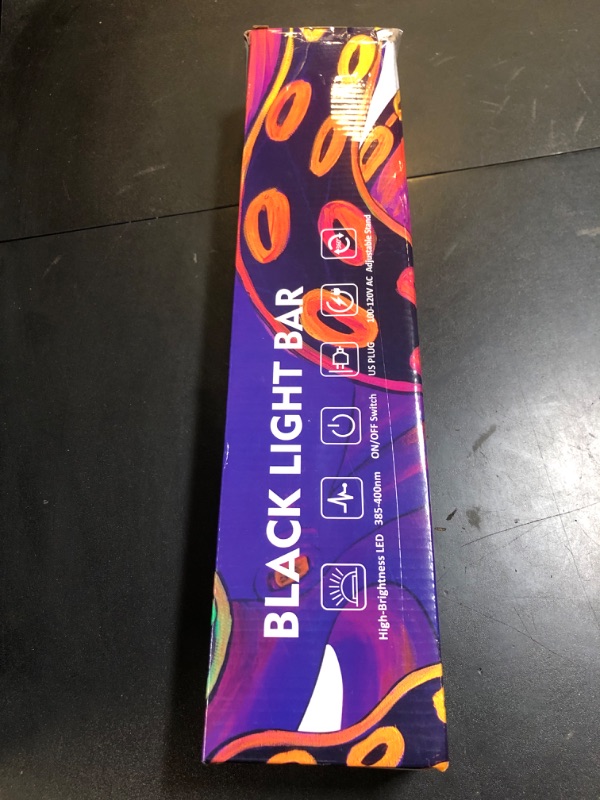 BLACK LIGHT BAR
High-Brightness LED 385-400nm ON/OFF Switch US PLUG 100-120V AC Adjustable Stand